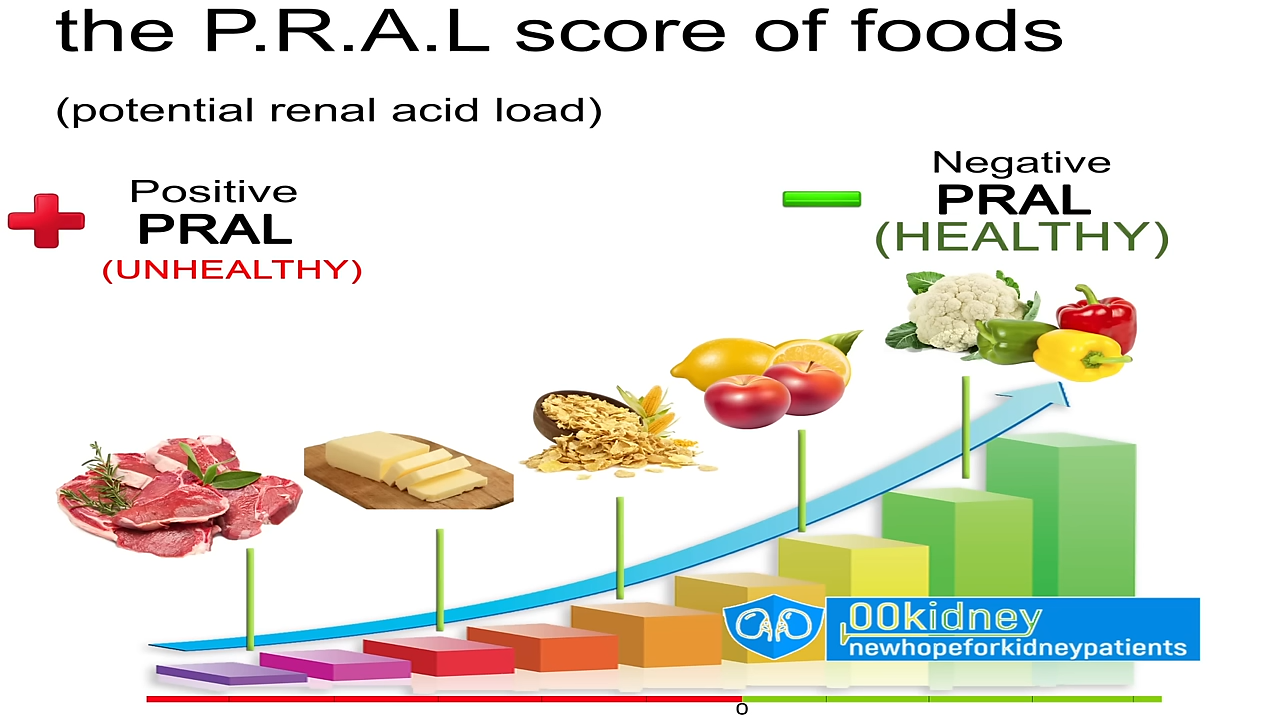 the P.R.A.L score of foods
(potential renal acid load)
Positive
PRAL
(UNHEALTHY)
Negative
PRAL
(HEALTHY)
00kidney
newhopeforkidneypatients
0